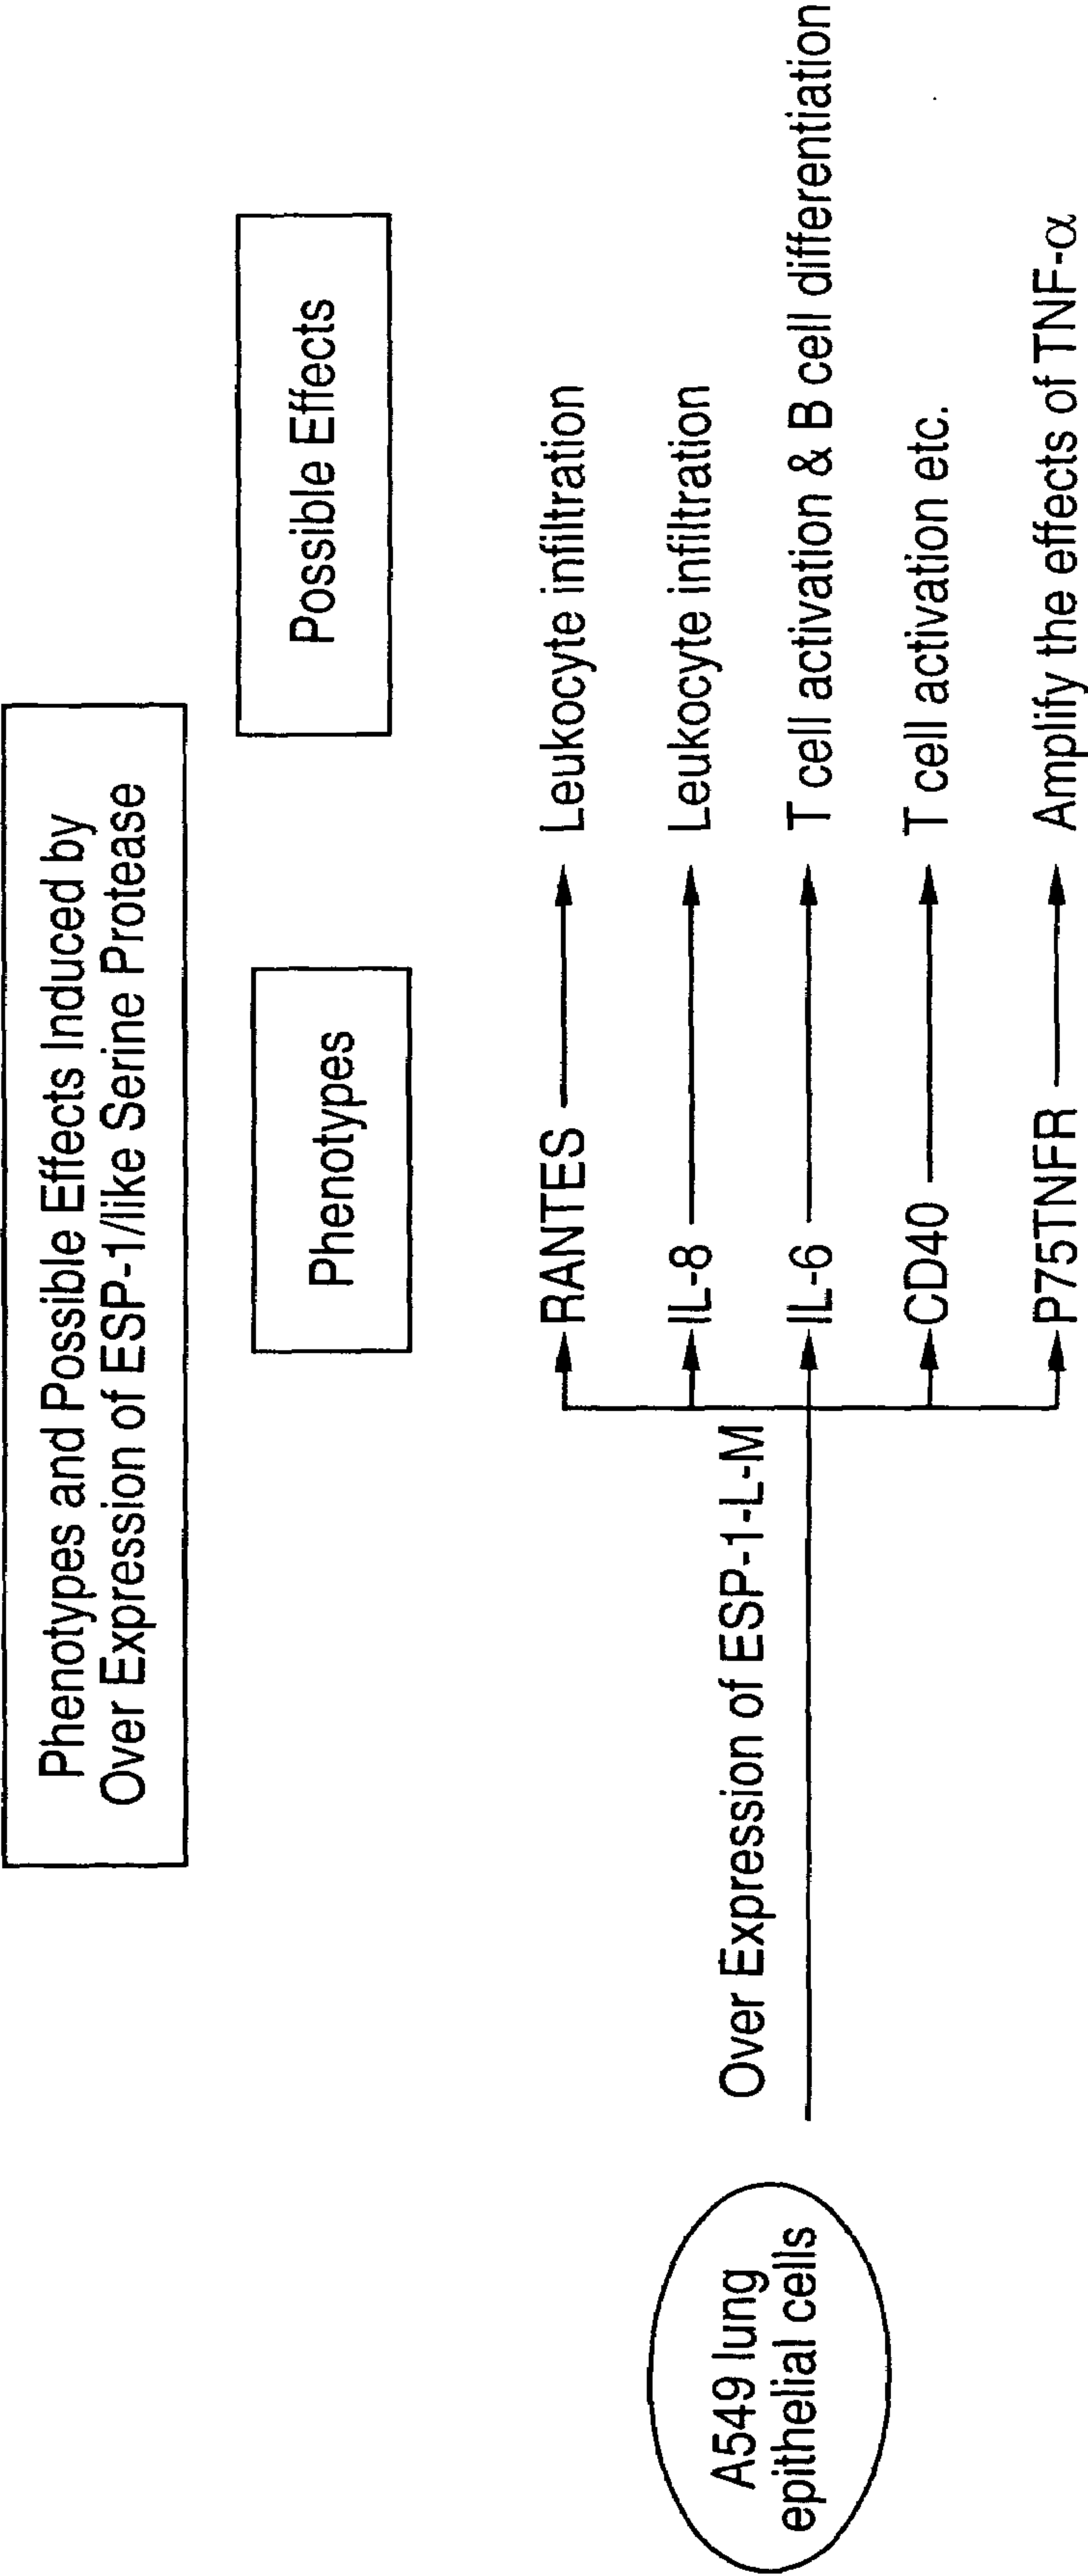 Phenotypes and Possible Effects Induced by
Over Expression of ESP-1/like Serine Protease
Phenotypes
Possible Effects
A549 lung
epithelial cells
Over Expression of ESP-1-L-M
RANTES
Leukocyte infiltration
IL-8
Leukocyte infiltration
IL-6
T cell activation & B cell differentiation
CD40
T cell activation etc.
P75TNFR
Amplify the effects of TNF-α